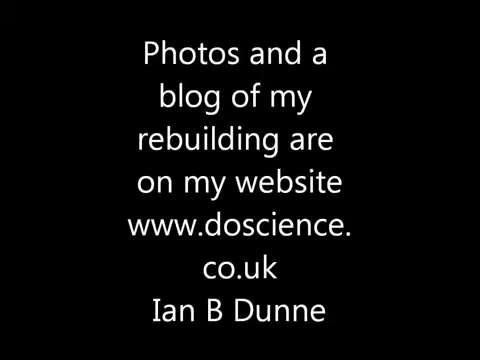 Photos and a
blog of my
rebuilding are
on my website
www.doscience.
co.uk
Ian B Dunne